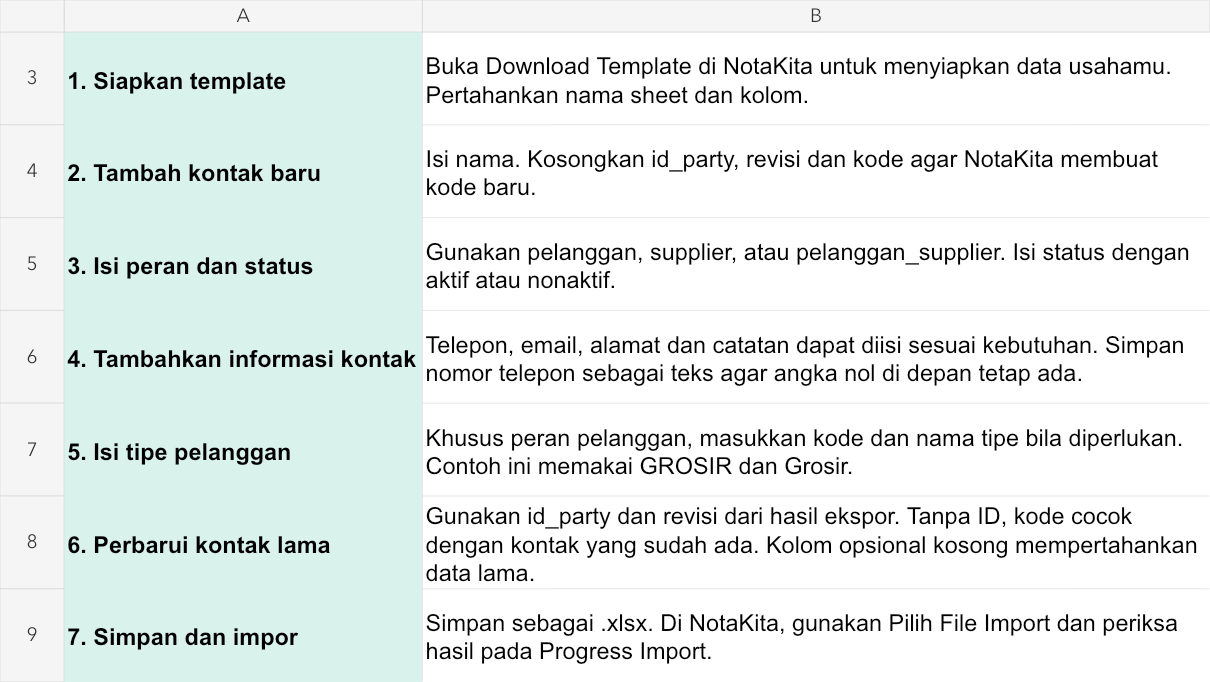 A
B
3
1. Siapkan template
Buka Download Template di NotaKita untuk menyiapkan data usahamu.
Pertahankan nama sheet dan kolom.
4
2. Tambah kontak baru
Isi nama. Kosongkan id_party, revisi dan kode agar NotaKita membuat
kode baru.
5
3. Isi peran dan status
Gunakan pelanggan, supplier, atau pelanggan_supplier. Isi status dengan
aktif atau nonaktif.
6
4. Tambahkan informasi kontak
Telepon, email, alamat dan catatan dapat diisi sesuai kebutuhan. Simpan
nomor telepon sebagai teks agar angka nol di depan tetap ada.
7
5. Isi tipe pelanggan
Khusus peran pelanggan, masukkan kode dan nama tipe bila diperlukan.
Contoh ini memakai GROSIR dan Grosir.
8
6. Perbarui kontak lama
Gunakan id_party dan revisi dari hasil ekspor. Tanpa ID, kode cocok
dengan kontak yang sudah ada. Kolom opsional kosong mempertahankan
data lama.
9
7. Simpan dan impor
Simpan sebagai .xlsx. Di NotaKita, gunakan Pilih File Import dan periksa
hasil pada Progress Import.